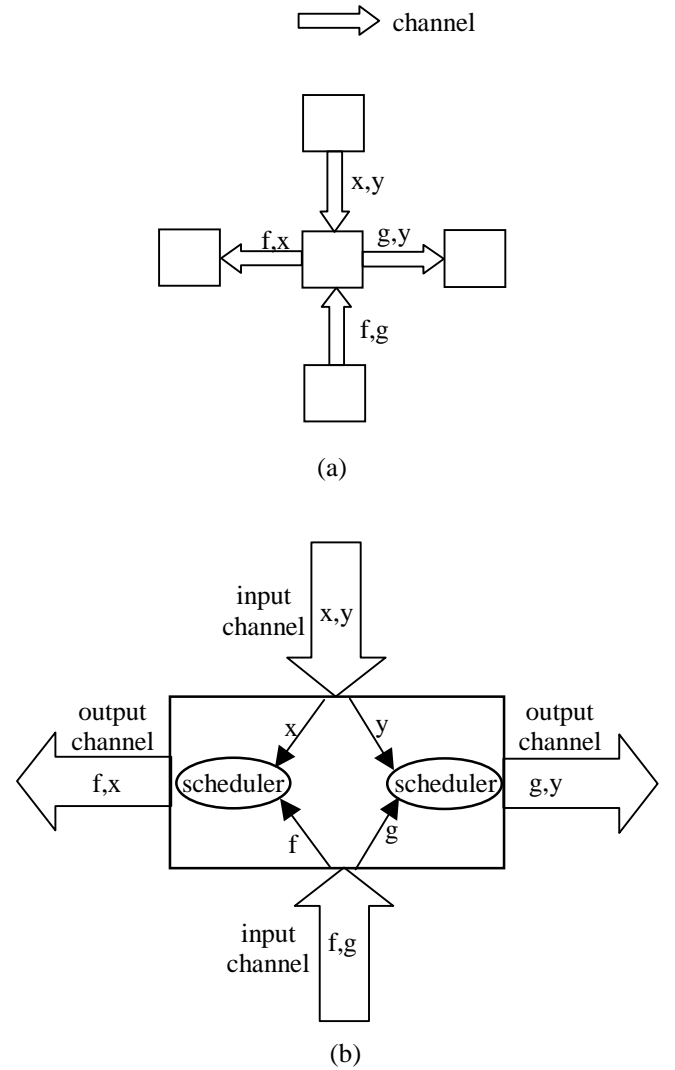 channel
x,y
f,x
g,y
f,g
(a)
input
channel
x,y
output
channel
f,x
x
y
scheduler
scheduler
f
g
output
channel
g,y
input
channel
f,g
(b)